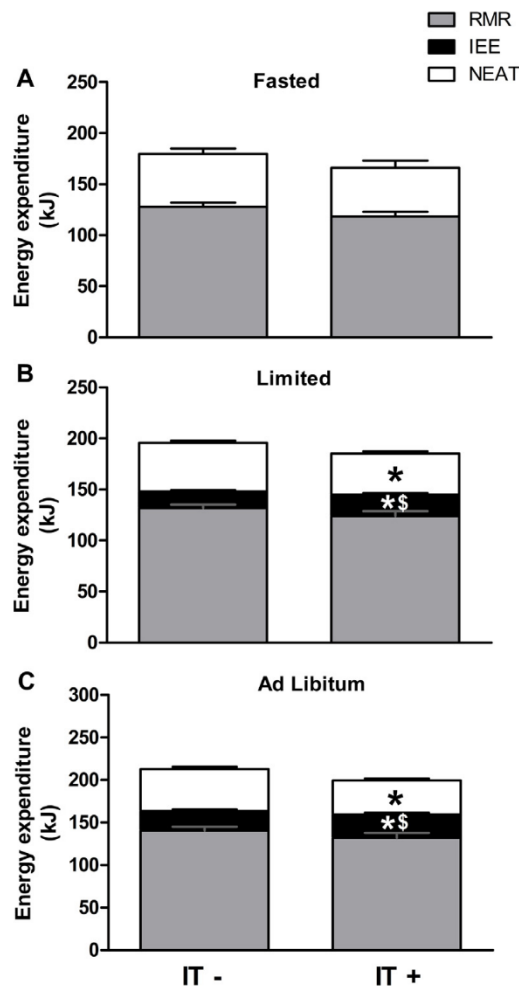 RMR
IEE
NEAT
A
Fasted
250
200
150
100
50
0
Energy expenditure
(kJ)
B
Limited
250
200
150
100
50
0
Energy expenditure
(kJ)
*
*$
C
Ad Libitum
300
250
200
150
100
50
0
Energy expenditure
(kJ)
*
*$
IT - IT +